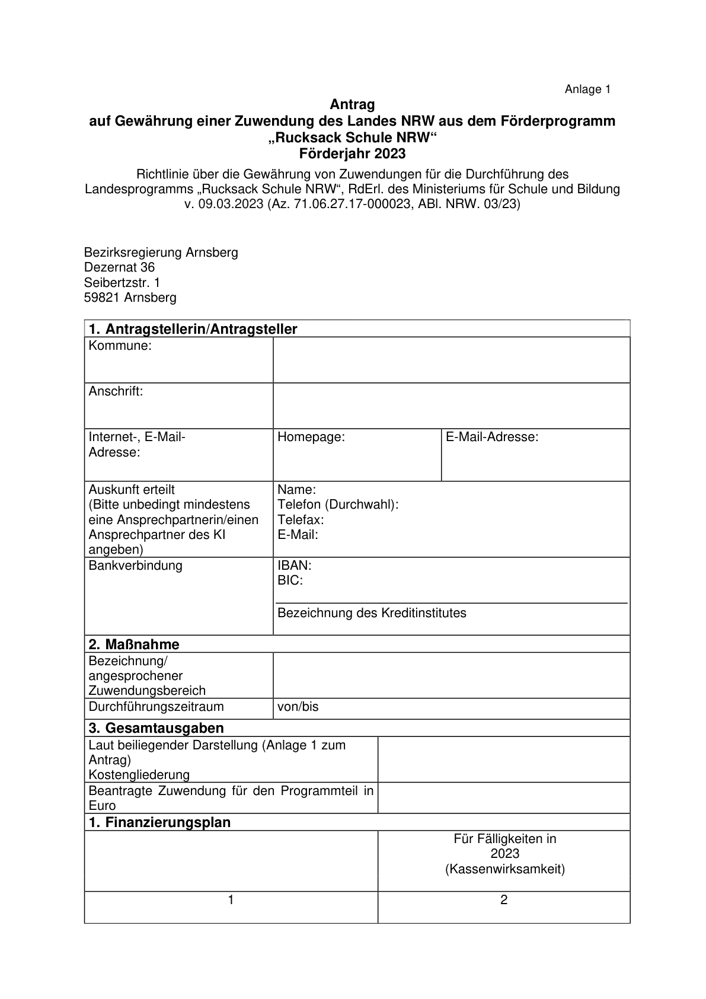 Anlage 1
Antrag
auf Gewährung einer Zuwendung des Landes NRW aus dem Förderprogramm
„Rucksack Schule NRW“
Förderjahr 2023
Richtlinie über die Gewährung von Zuwendungen für die Durchführung des
Landesprogramms „Rucksack Schule NRW“, RdErl. des Ministeriums für Schule und Bildung
v. 09.03.2023 (Az. 71.06.27.17-000023, ABl. NRW. 03/23)
Bezirksregierung Arnsberg
Dezernat 36
Seibertzstr. 1
59821 Arnsberg
1. Antragstellerin/Antragsteller
Kommune:
Anschrift:
Internet-, E-Mail-
Adresse:
Homepage:
E-Mail-Adresse:
Auskunft erteilt
(Bitte unbedingt mindestens
eine Ansprechpartnerin/einen
Ansprechpartner des KI
angeben)
Name:
Telefon (Durchwahl):
Telefax:
E-Mail:
Bankverbindung
IBAN:
BIC:
Bezeichnung des Kreditinstitutes
2. Maßnahme
Bezeichnung/
angesprochener
Zuwendungsbereich
Durchführungszeitraum
von/bis
3. Gesamtausgaben
Laut beiliegender Darstellung (Anlage 1 zum
Antrag)
Kostengliederung
Beantragte Zuwendung für den Programmteil in
Euro
1. Finanzierungsplan
Für Fälligkeiten in
2023
(Kassenwirksamkeit)
1
2